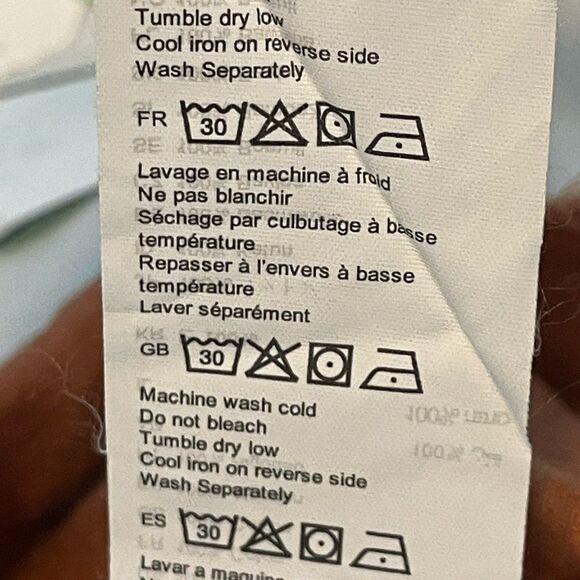 Tumble dry low
Cool iron on reverse side
Wash Separately
FR 30
Lavage en machine à froid
Ne pas blanchir
Séchage par culbutage à basse
température
Repasser à l'envers à basse
température
Laver séparément
GB 30
Machine wash cold
Do not bleach
Tumble dry low
Cool iron on reverse side
Wash Separately
ES 30
Lavar a maquina